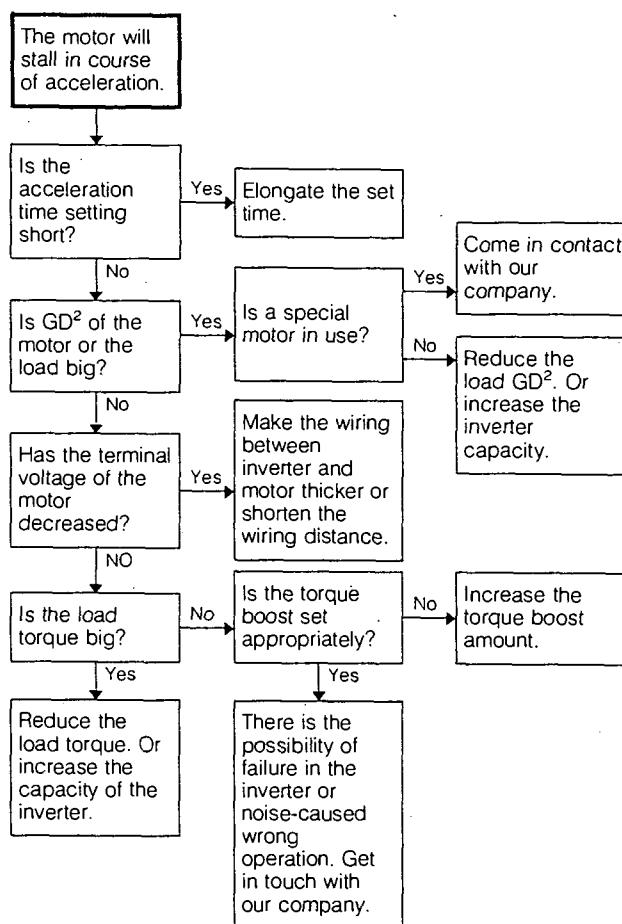 The motor will
stall in course
of acceleration.
Is the
acceleration
time setting
short?
Yes
Elongate the set
time.
No
Is GD² of the
motor or the
load big?
Yes
Is a special
motor in use?
Yes
Come in contact
with our
company.
No
Reduce the
load GD². Or
increase the
inverter
capacity.
No
Has the terminal
voltage of the
motor
decreased?
Yes
Make the wiring
between
inverter and
motor thicker or
shorten the
wiring distance.
NO
Is the load
torque big?
No
Is the torque
boost set
appropriately?
No
Increase the
torque boost
amount.
Yes
Reduce the
load torque. Or
increase the
capacity of the
inverter.
Yes
There is the
possibility of
failure in the
inverter or
noise-caused
wrong
operation. Get
in touch with
our company.